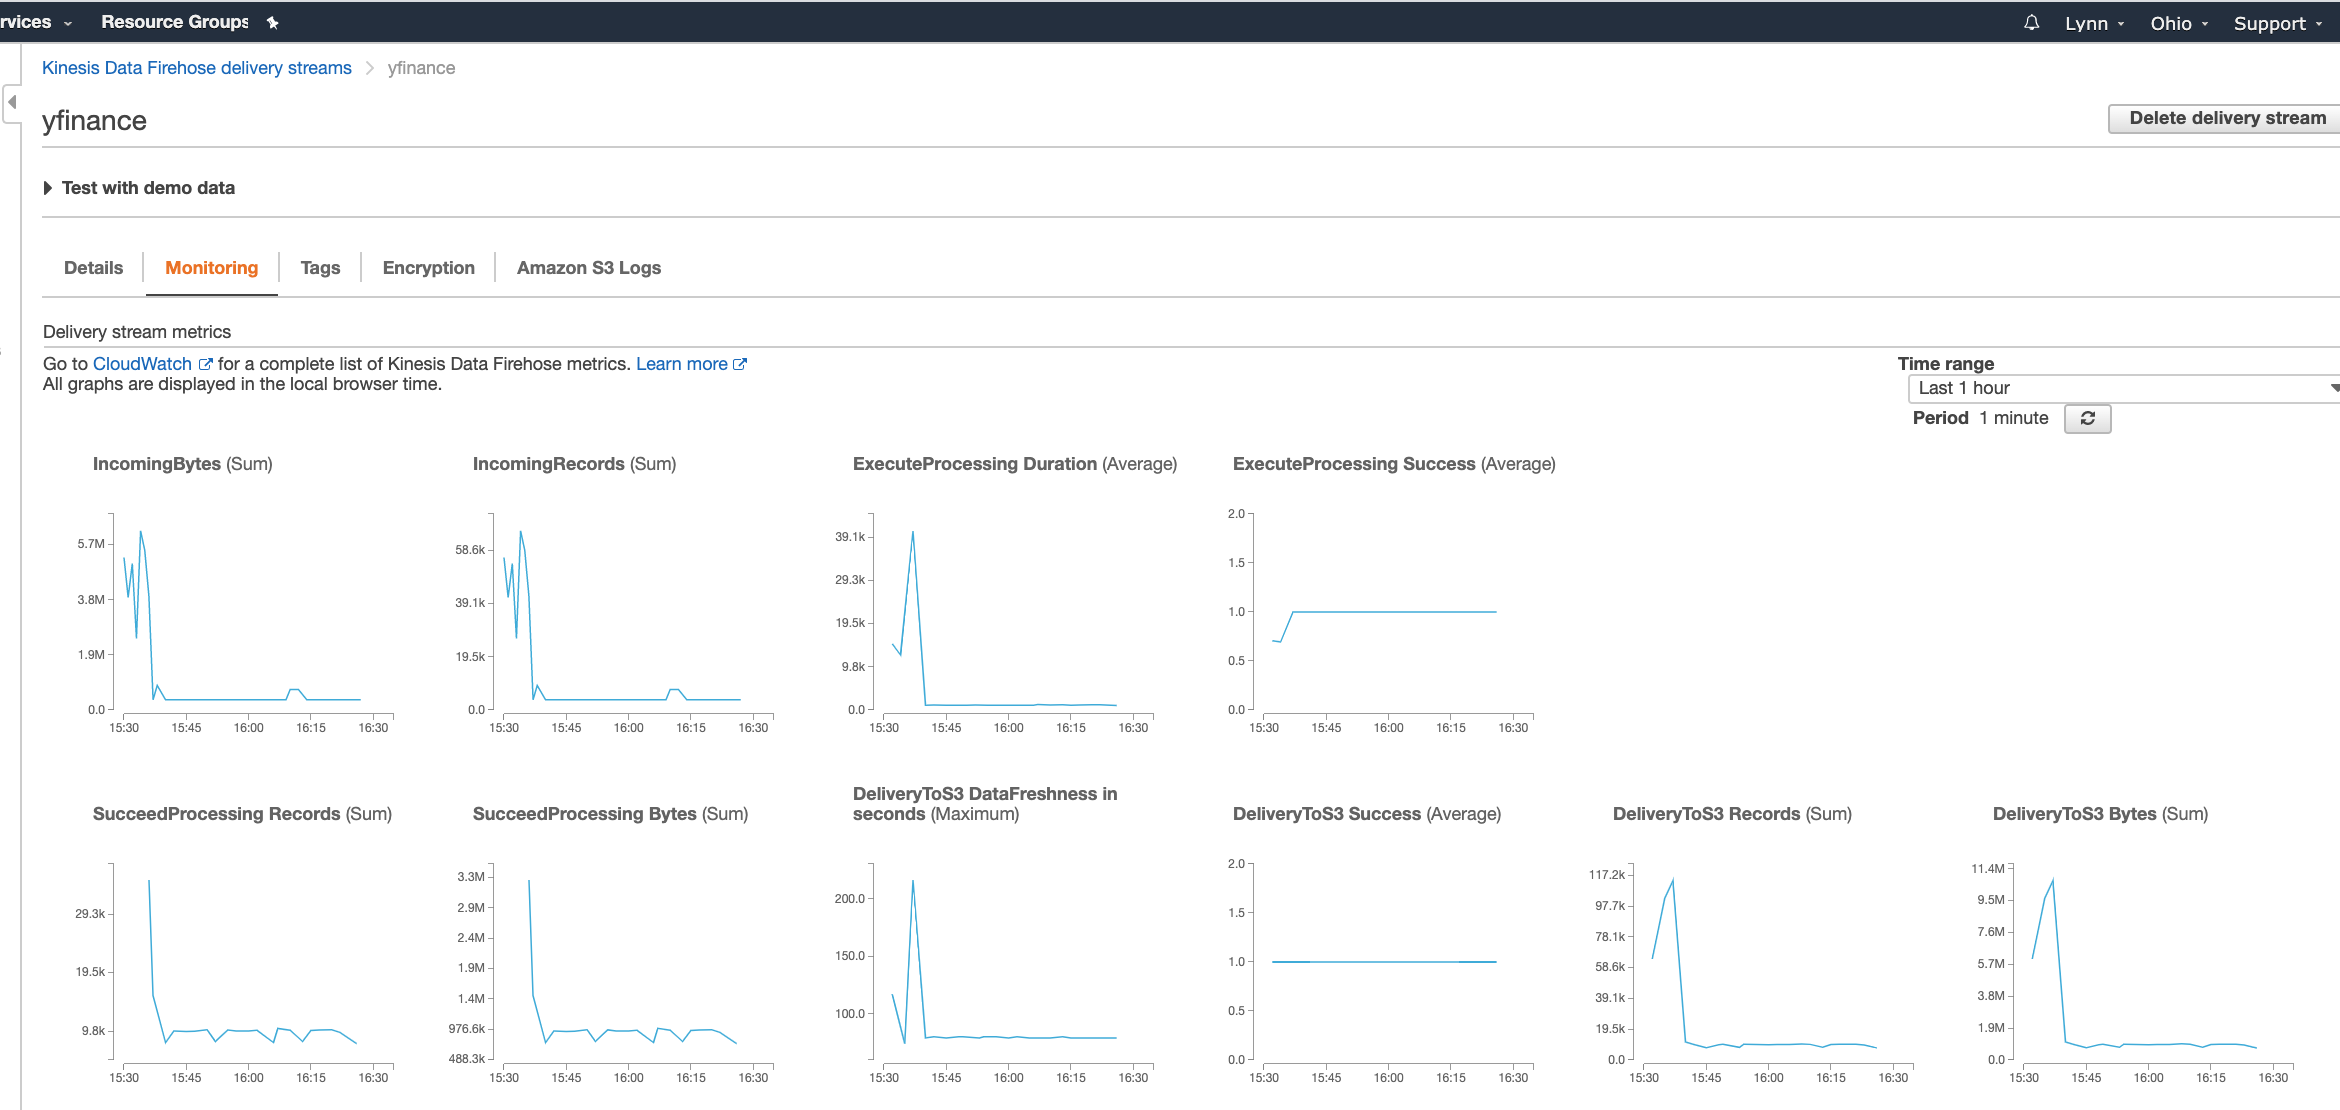 rvices Resource Groups Lynn Ohio Support
Kinesis Data Firehose delivery streams yfinance
yfinance
Delete delivery stream
Test with demo data
Details Monitoring Tags Encryption Amazon S3 Logs
Delivery stream metrics
Go to CloudWatch for a complete list of Kinesis Data Firehose metrics. Learn more
All graphs are displayed in the local browser time.
Time range
Last 1 hour
Period 1 minute
IncomingBytes (Sum)
5.7M
3.8M
1.9M
0.0
15:30 15:45 16:00 16:15 16:30
IncomingRecords (Sum)
58.6k
39.1k
19.5k
0.0
15:30 15:45 16:00 16:15 16:30
ExecuteProcessing Duration (Average)
39.1k
29.3k
19.5k
9.8k
0.0
15:30 15:45 16:00 16:15 16:30
ExecuteProcessing Success (Average)
2.0
1.5
1.0
0.5
0.0
15:30 15:45 16:00 16:15 16:30
SucceedProcessing Records (Sum)
29.3k
19.5k
9.8k
15:30 15:45 16:00 16:15 16:30
SucceedProcessing Bytes (Sum)
3.3M
2.9M
2.4M
1.9M
1.4M
976.6k
488.3k
15:30 15:45 16:00 16:15 16:30
DeliveryToS3 DataFreshness in
seconds (Maximum)
200.0
150.0
100.0
15:30 15:45 16:00 16:15 16:30
DeliveryToS3 Success (Average)
2.0
1.5
1.0
0.5
0.0
15:30 15:45 16:00 16:15 16:30
DeliveryToS3 Records (Sum)
117.2k
97.7k
78.1k
58.6k
39.1k
19.5k
0.0
15:30 15:45 16:00 16:15 16:30
DeliveryToS3 Bytes (Sum)
11.4M
9.5M
7.6M
5.7M
3.8M
1.9M
0.0
15:30 15:45 16:00 16:15 16:30